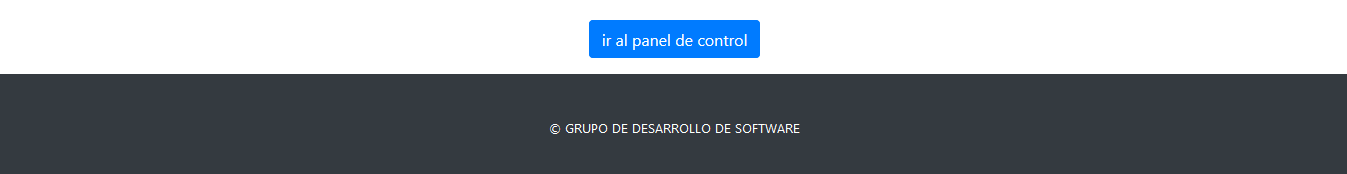 ir al panel de control
© GRUPO DE DESARROLLO DE SOFTWARE